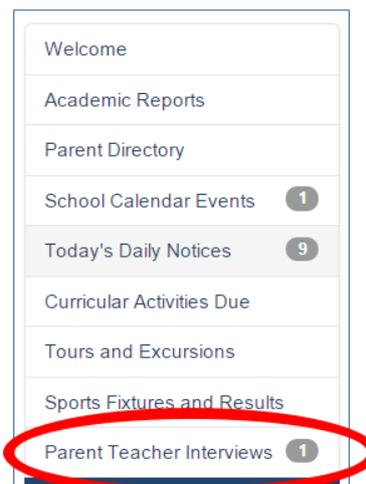 Welcome
Academic Reports
Parent Directory
School Calendar Events 1
Today's Daily Notices 9
Curricular Activities Due
Tours and Excursions
Sports Fixtures and Results
Parent Teacher Interviews 1